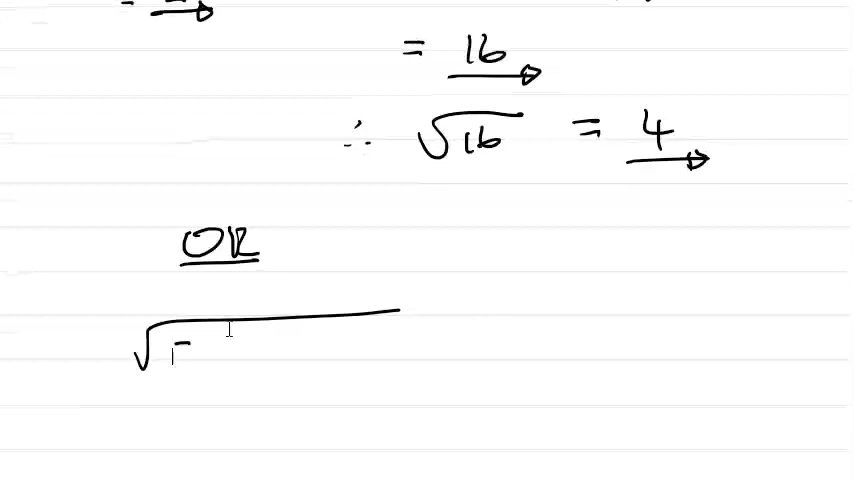 = 16
∴ √16 = 4
OR
√